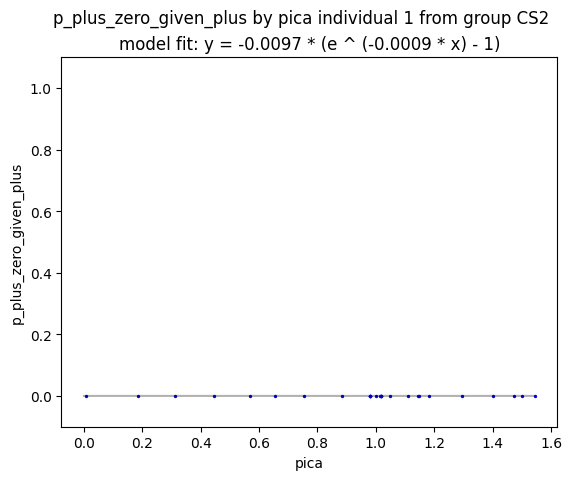 p_plus_zero_given_plus by pica individual 1 from group CS2
model fit: y = -0.0097 * (e ^ (-0.0009 * x) - 1)
1.0
0.8
0.6
0.4
0.2
0.0
p_plus_zero_given_plus
0.0 0.2 0.4 0.6 0.8 1.0 1.2 1.4 1.6
pica